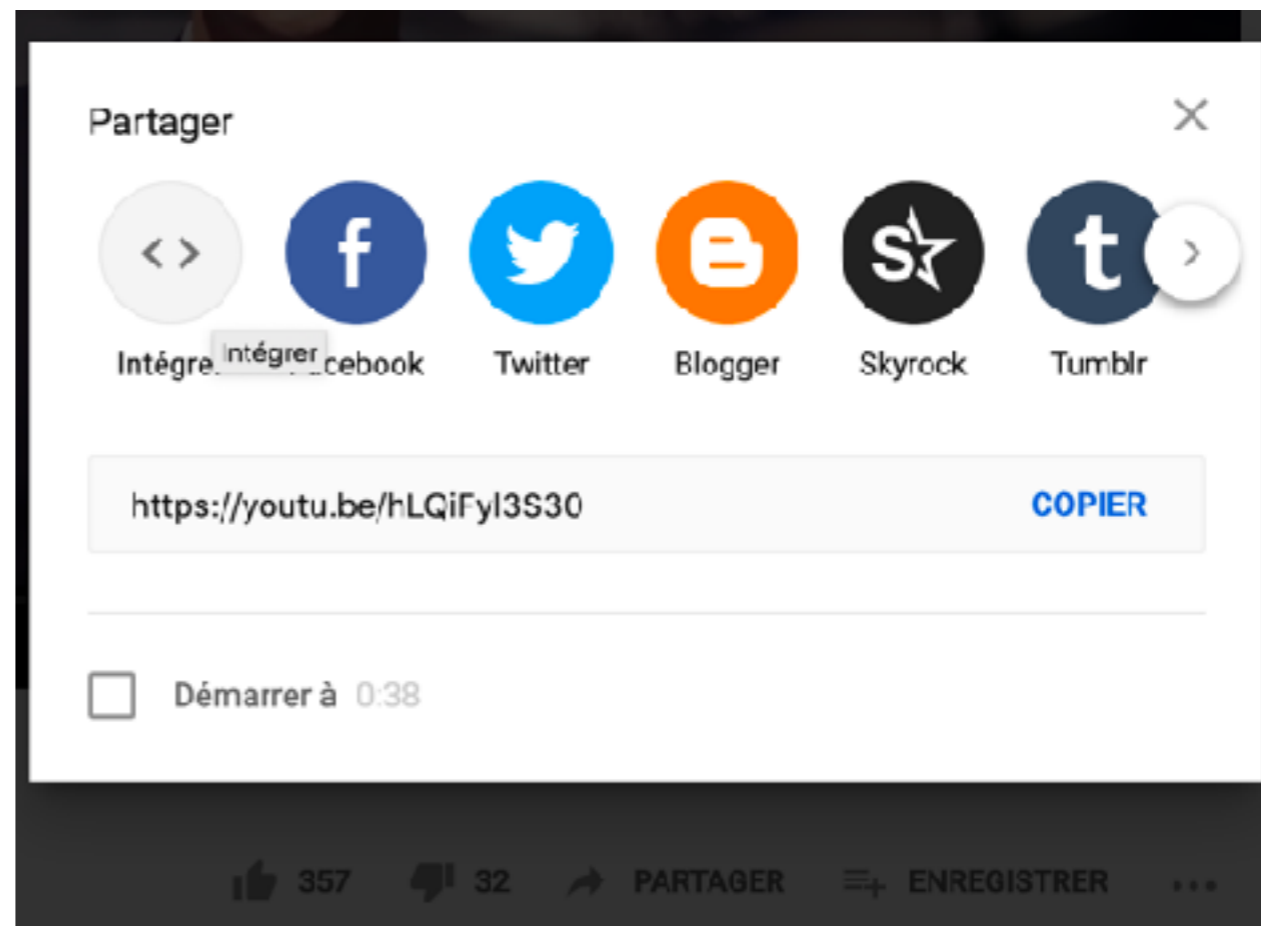 Partager
Intégrer
Intégre Facebook Twitter Blogger Skyrock Tumblr
https://youtu.be/hLQiFyl3S30 COPIER
Démarrer à 0:38
357 32 PARTAGER ENREGISTRER